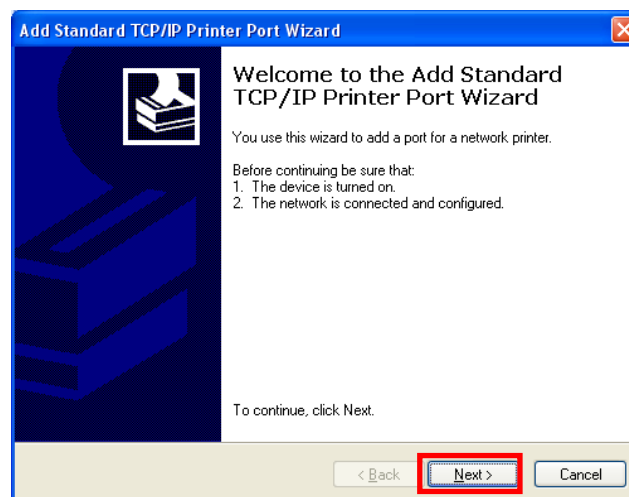 Add Standard TCP/IP Printer Port Wizard
Welcome to the Add Standard
TCP/IP Printer Port Wizard
You use this wizard to add a port for a network printer.
Before continuing be sure that:
1. The device is turned on.
2. The network is connected and configured.
To continue, click Next.
< Back
Next >
Cancel